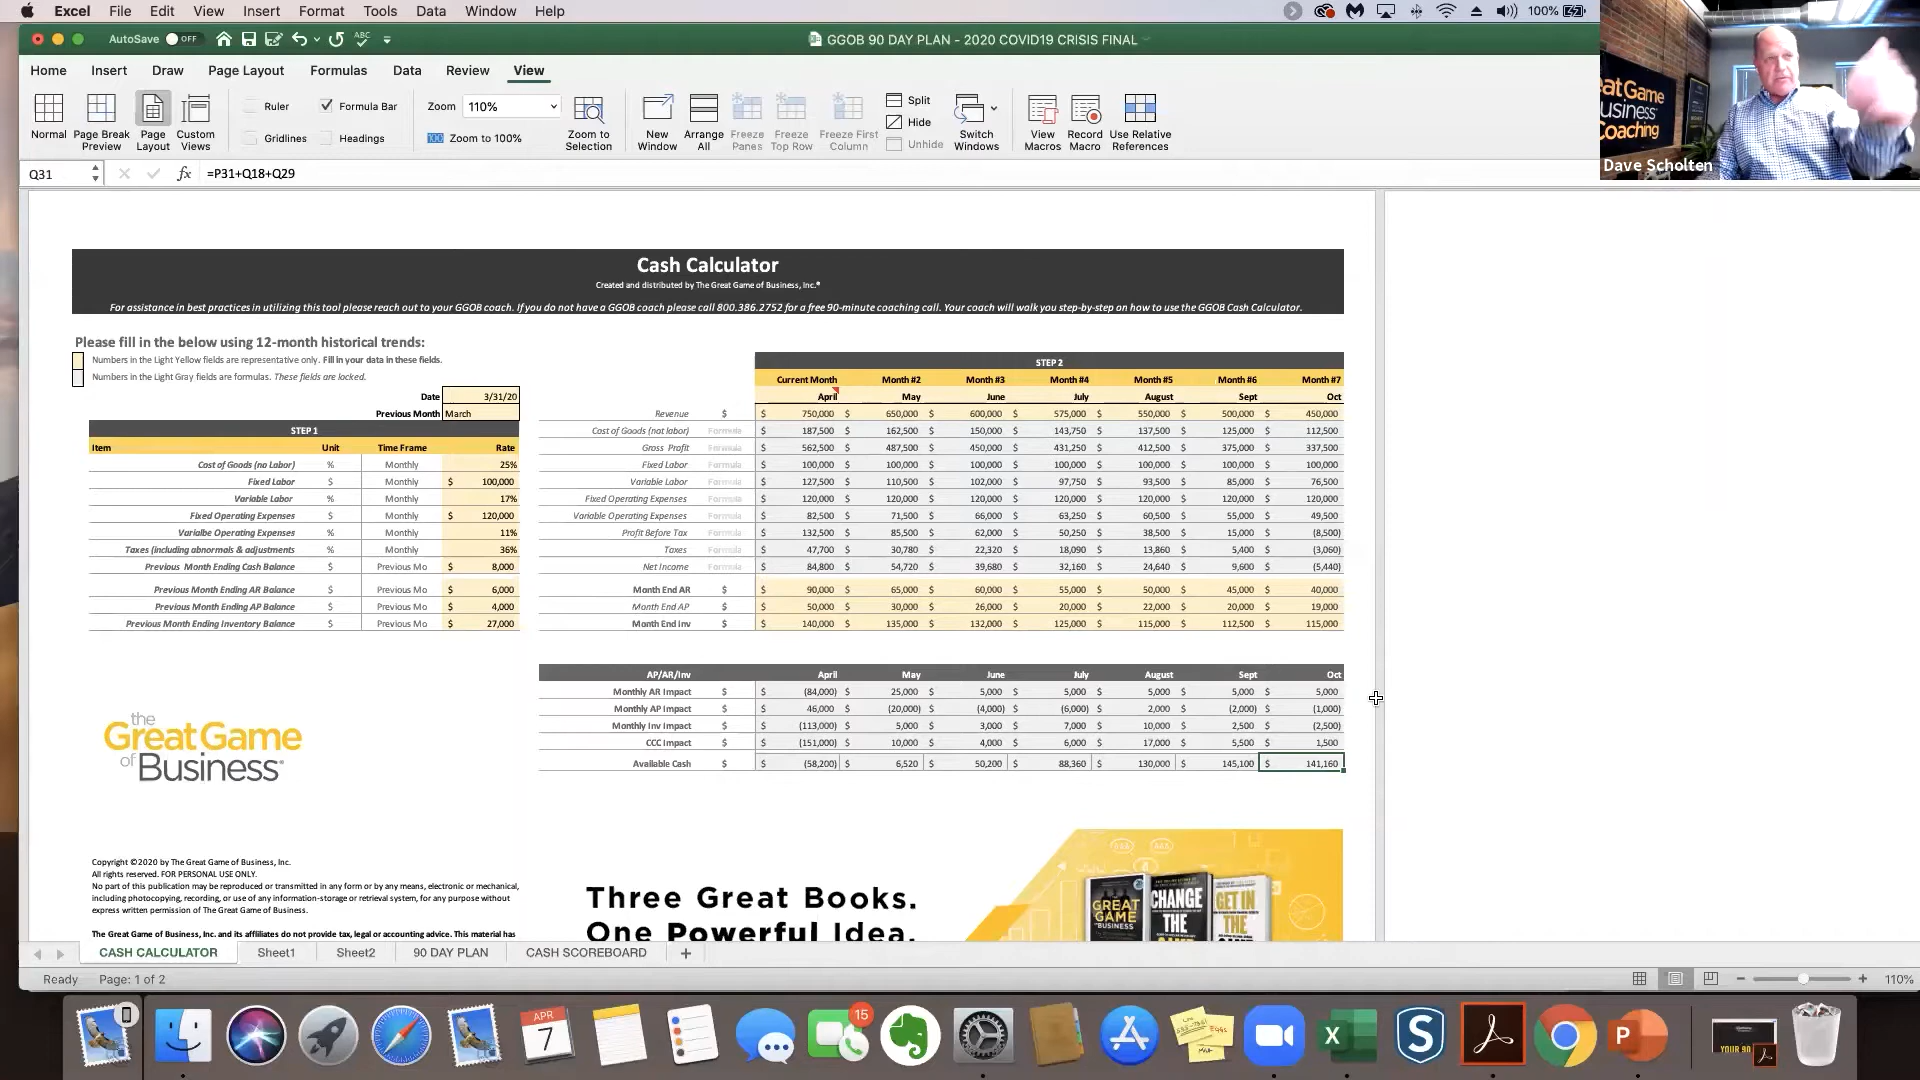 Excel File Edit View Insert Format Tools Data Window Help 100%
AutoSave OFF GGOB 90 DAY PLAN - 2020 COVID19 CRISIS FINAL
Home Insert Draw Page Layout Formulas Data Review View
Normal Page Break Preview Page Layout Custom Views Ruler Formula Bar Gridlines Headings Zoom 110% Zoom to 100% Zoom to Selection New Window Arrange All Freeze Panes Freeze Top Row Freeze First Column Split Hide Unhide Switch Windows View Macros Record Macro Use Relative References
eat Game
usiness
Coaching
Dave Scholten
Q31 fx =P31+Q18+Q29
Cash Calculator
Created and distributed by The Great Game of Business, Inc.®
For assistance in best practices in utilizing this tool please reach out to your GGOB coach. If you do not have a GGOB coach please call 800.386.2752 for a free 90-minute coaching call. Your coach will walk you step-by-step on how to use the GGOB Cash Calculator.
Please fill in the below using 12-month historical trends:
Numbers in the Light Yellow fields are representative only. Fill in your data in these fields.
Numbers in the Light Gray fields are formulas. These fields are locked.
Date 3/31/20
Previous Month March
STEP 1
Item Unit Time Frame Rate
Cost of Goods (no Labor) % Monthly 25%
Fixed Labor $ Monthly $ 100,000
Variable Labor % Monthly 17%
Fixed Operating Expenses $ Monthly $ 120,000
Varialbe Operating Expenses % Monthly 11%
Taxes (including abnormals & adjustments % Monthly 36%
Previous Month Ending Cash Balance $ Previous Mo $ 8,000
Previous Month Ending AR Balance $ Previous Mo $ 6,000
Previous Month Ending AP Balance $ Previous Mo $ 4,000
Previous Month Ending Inventory Balance $ Previous Mo $ 27,000
STEP 2
Current Month Month #2 Month #3 Month #4 Month #5 Month #6 Month #7
April May June July August Sept Oct
Revenue $ $ 750,000 $ 650,000 $ 600,000 $ 575,000 $ 550,000 $ 500,000 $ 450,000
Cost of Goods (not labor) Formula $ 187,500 $ 162,500 $ 150,000 $ 143,750 $ 137,500 $ 125,000 $ 112,500
Gross Profit Formula $ 562,500 $ 487,500 $ 450,000 $ 431,250 $ 412,500 $ 375,000 $ 337,500
Fixed Labor Formula $ 100,000 $ 100,000 $ 100,000 $ 100,000 $ 100,000 $ 100,000 $ 100,000
Variable Labor Formula $ 127,500 $ 110,500 $ 102,000 $ 97,750 $ 93,500 $ 85,000 $ 76,500
Fixed Operating Expenses Formula $ 120,000 $ 120,000 $ 120,000 $ 120,000 $ 120,000 $ 120,000 $ 120,000
Variable Operating Expenses Formula $ 82,500 $ 71,500 $ 66,000 $ 63,250 $ 60,500 $ 55,000 $ 49,500
Profit Before Tax Formula $ 132,500 $ 85,500 $ 62,000 $ 50,250 $ 38,500 $ 15,000 $ (8,500)
Taxes Formula $ 47,700 $ 30,780 $ 22,320 $ 18,090 $ 13,860 $ 5,400 $ (3,060)
Net Income Formula $ 84,800 $ 54,720 $ 39,680 $ 32,160 $ 24,640 $ 9,600 $ (5,440)
Month End AR $ $ 90,000 $ 65,000 $ 60,000 $ 55,000 $ 50,000 $ 45,000 $ 40,000
Month End AP $ $ 50,000 $ 30,000 $ 26,000 $ 20,000 $ 22,000 $ 20,000 $ 19,000
Month End Inv $ $ 140,000 $ 135,000 $ 132,000 $ 125,000 $ 115,000 $ 112,500 $ 115,000
AP/AR/Inv April May June July August Sept Oct
Monthly AR Impact $ $ (84,000) $ 25,000 $ 5,000 $ 5,000 $ 5,000 $ 5,000 $ 5,000
Monthly AP Impact $ $ 46,000 $ (20,000) $ (4,000) $ (6,000) $ 2,000 $ (2,000) $ (1,000)
Monthly Inv Impact $ $ (113,000) $ 5,000 $ 3,000 $ 7,000 $ 10,000 $ 2,500 $ (2,500)
CCC Impact $ $ (151,000) $ 10,000 $ 4,000 $ 6,000 $ 17,000 $ 5,500 $ 1,500
Available Cash $ $ (58,200) $ 6,520 $ 50,200 $ 88,360 $ 130,000 $ 145,100 $ 141,160
the
Great Game
of Business
Copyright ©2020 by The Great Game of Business, Inc.
All rights reserved. FOR PERSONAL USE ONLY.
No part of this publication may be reproduced or transmitted in any form or by any means, electronic or mechanical,
including photocopying, recording, or use of any information-storage or retrieval system, for any purpose without
express written permission of The Great Game of Business.
The Great Game of Business, Inc. and its affiliates do not provide tax, legal or accounting advice. This material has
Three Great Books.
One Powerful Idea.
GREAT GAME
CHANGE THE
GET IN THE
CASH CALCULATOR Sheet1 Sheet2 90 DAY PLAN CASH SCOREBOARD
Ready Page: 1 of 2 110%
APR 7
15